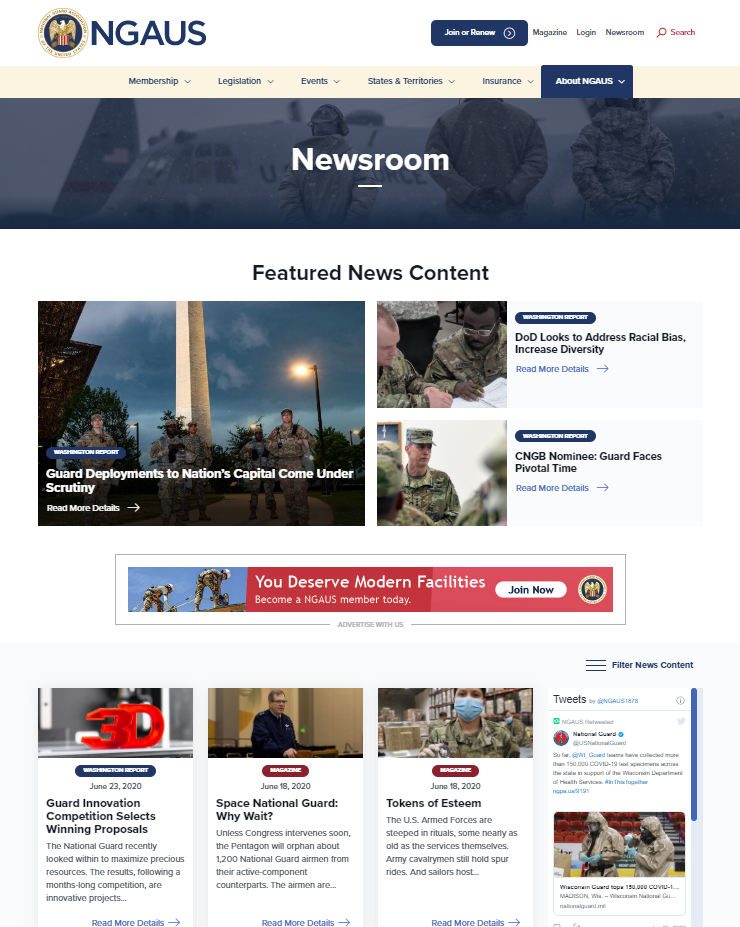 NGAUS
Join or Renew
Magazine
Login
Newsroom
Search
Membership
Legislation
Events
States & Territories
Insurance
About NGAUS
Newsroom
Featured News Content
WASHINGTON REPORT
Guard Deployments to Nation's Capital Come Under
Scrutiny
Read More Details
WASHINGTON REPORT
DoD Looks to Address Racial Bias,
Increase Diversity
Read More Details
WASHINGTON REPORT
CNGB Nominee: Guard Faces
Pivotal Time
Read More Details
You Deserve Modern Facilities
Become a NGAUS member today.
Join Now
ADVERTISE WITH US
Filter News Content
3D
WASHINGTON REPORT
June 23, 2020
Guard Innovation
Competition Selects
Winning Proposals
The National Guard recently
looked within to maximize precious
resources. The results, following a
months-long competition, are
innovative projects...
Read More Details
MAGAZINE
June 18, 2020
Space National Guard:
Why Wait?
Unless Congress intervenes soon,
the Pentagon will orphan about
1,200 National Guard airmen from
their active-component
counterparts. The airmen are...
Read More Details
MAGAZINE
June 18, 2020
Tokens of Esteem
The U.S. Armed Forces are
steeped in rituals, some nearly as
old as the services themselves.
Army cavalrymen still hold spur
rides. And sailors host...
Read More Details
Tweets by @NGAUS1878
NGAUS Retweeted
National Guard
@USNationalGuard
So far, @WI_Guard teams have collected more
than 150,000 COVID-19 test specimens across
the state in support of the Wisconsin Department
of Health Services. #InThisTogether
ngpa.us/9191
Wisconsin Guard tops 150,000 COVID-1...
MADISON, Wis. – Wisconsin National Gu...
nationalguard.mil